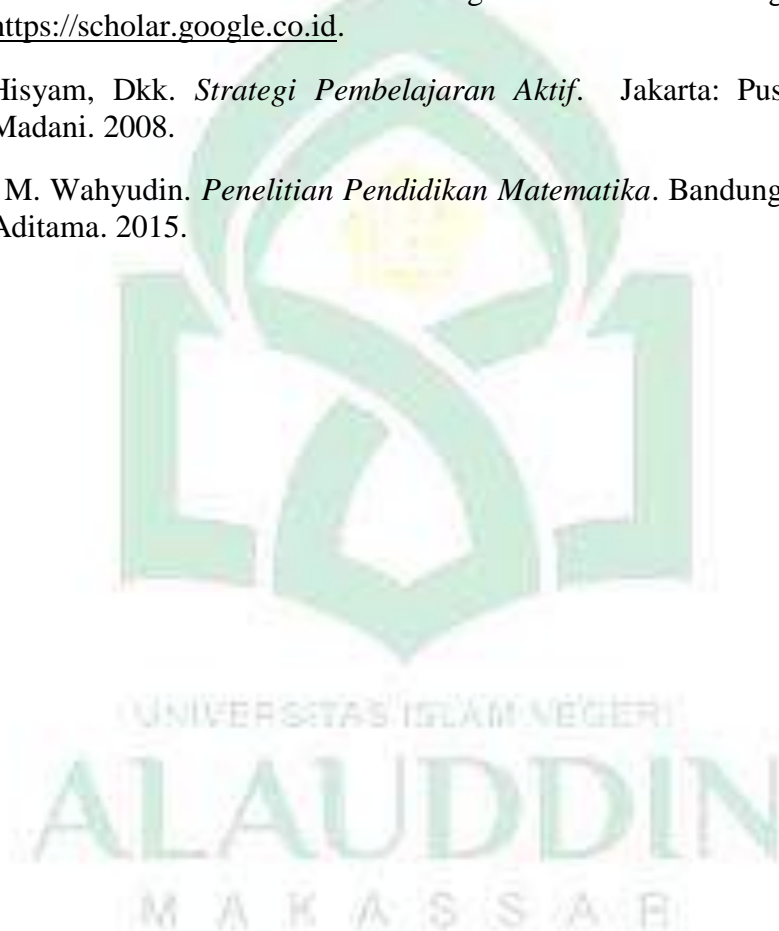 https://scholar.google.co.id.
Hisyam, Dkk. Strategi Pembelajaran Aktif. Jakarta: Pus
Madani. 2008.
M. Wahyudin. Penelitian Pendidikan Matematika. Bandung
Aditama. 2015.
UNIVERSITAS ISLAM NEGERI
ALAUDDIN
MAKASSAR